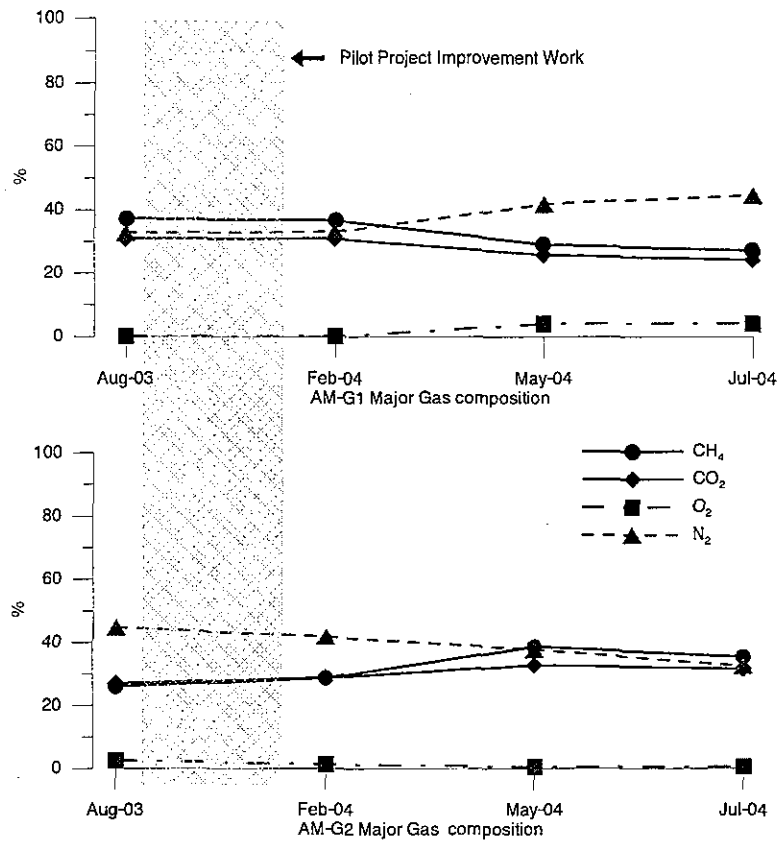 100
80
60
40
20
0
%
Pilot Project Improvement Work
Aug-03
Feb-04
May-04
Jul-04
AM-G1 Major Gas composition
100
80
60
40
20
0
%
CH₄
CO₂
O₂
N₂
Aug-03
Feb-04
May-04
Jul-04
AM-G2 Major Gas composition